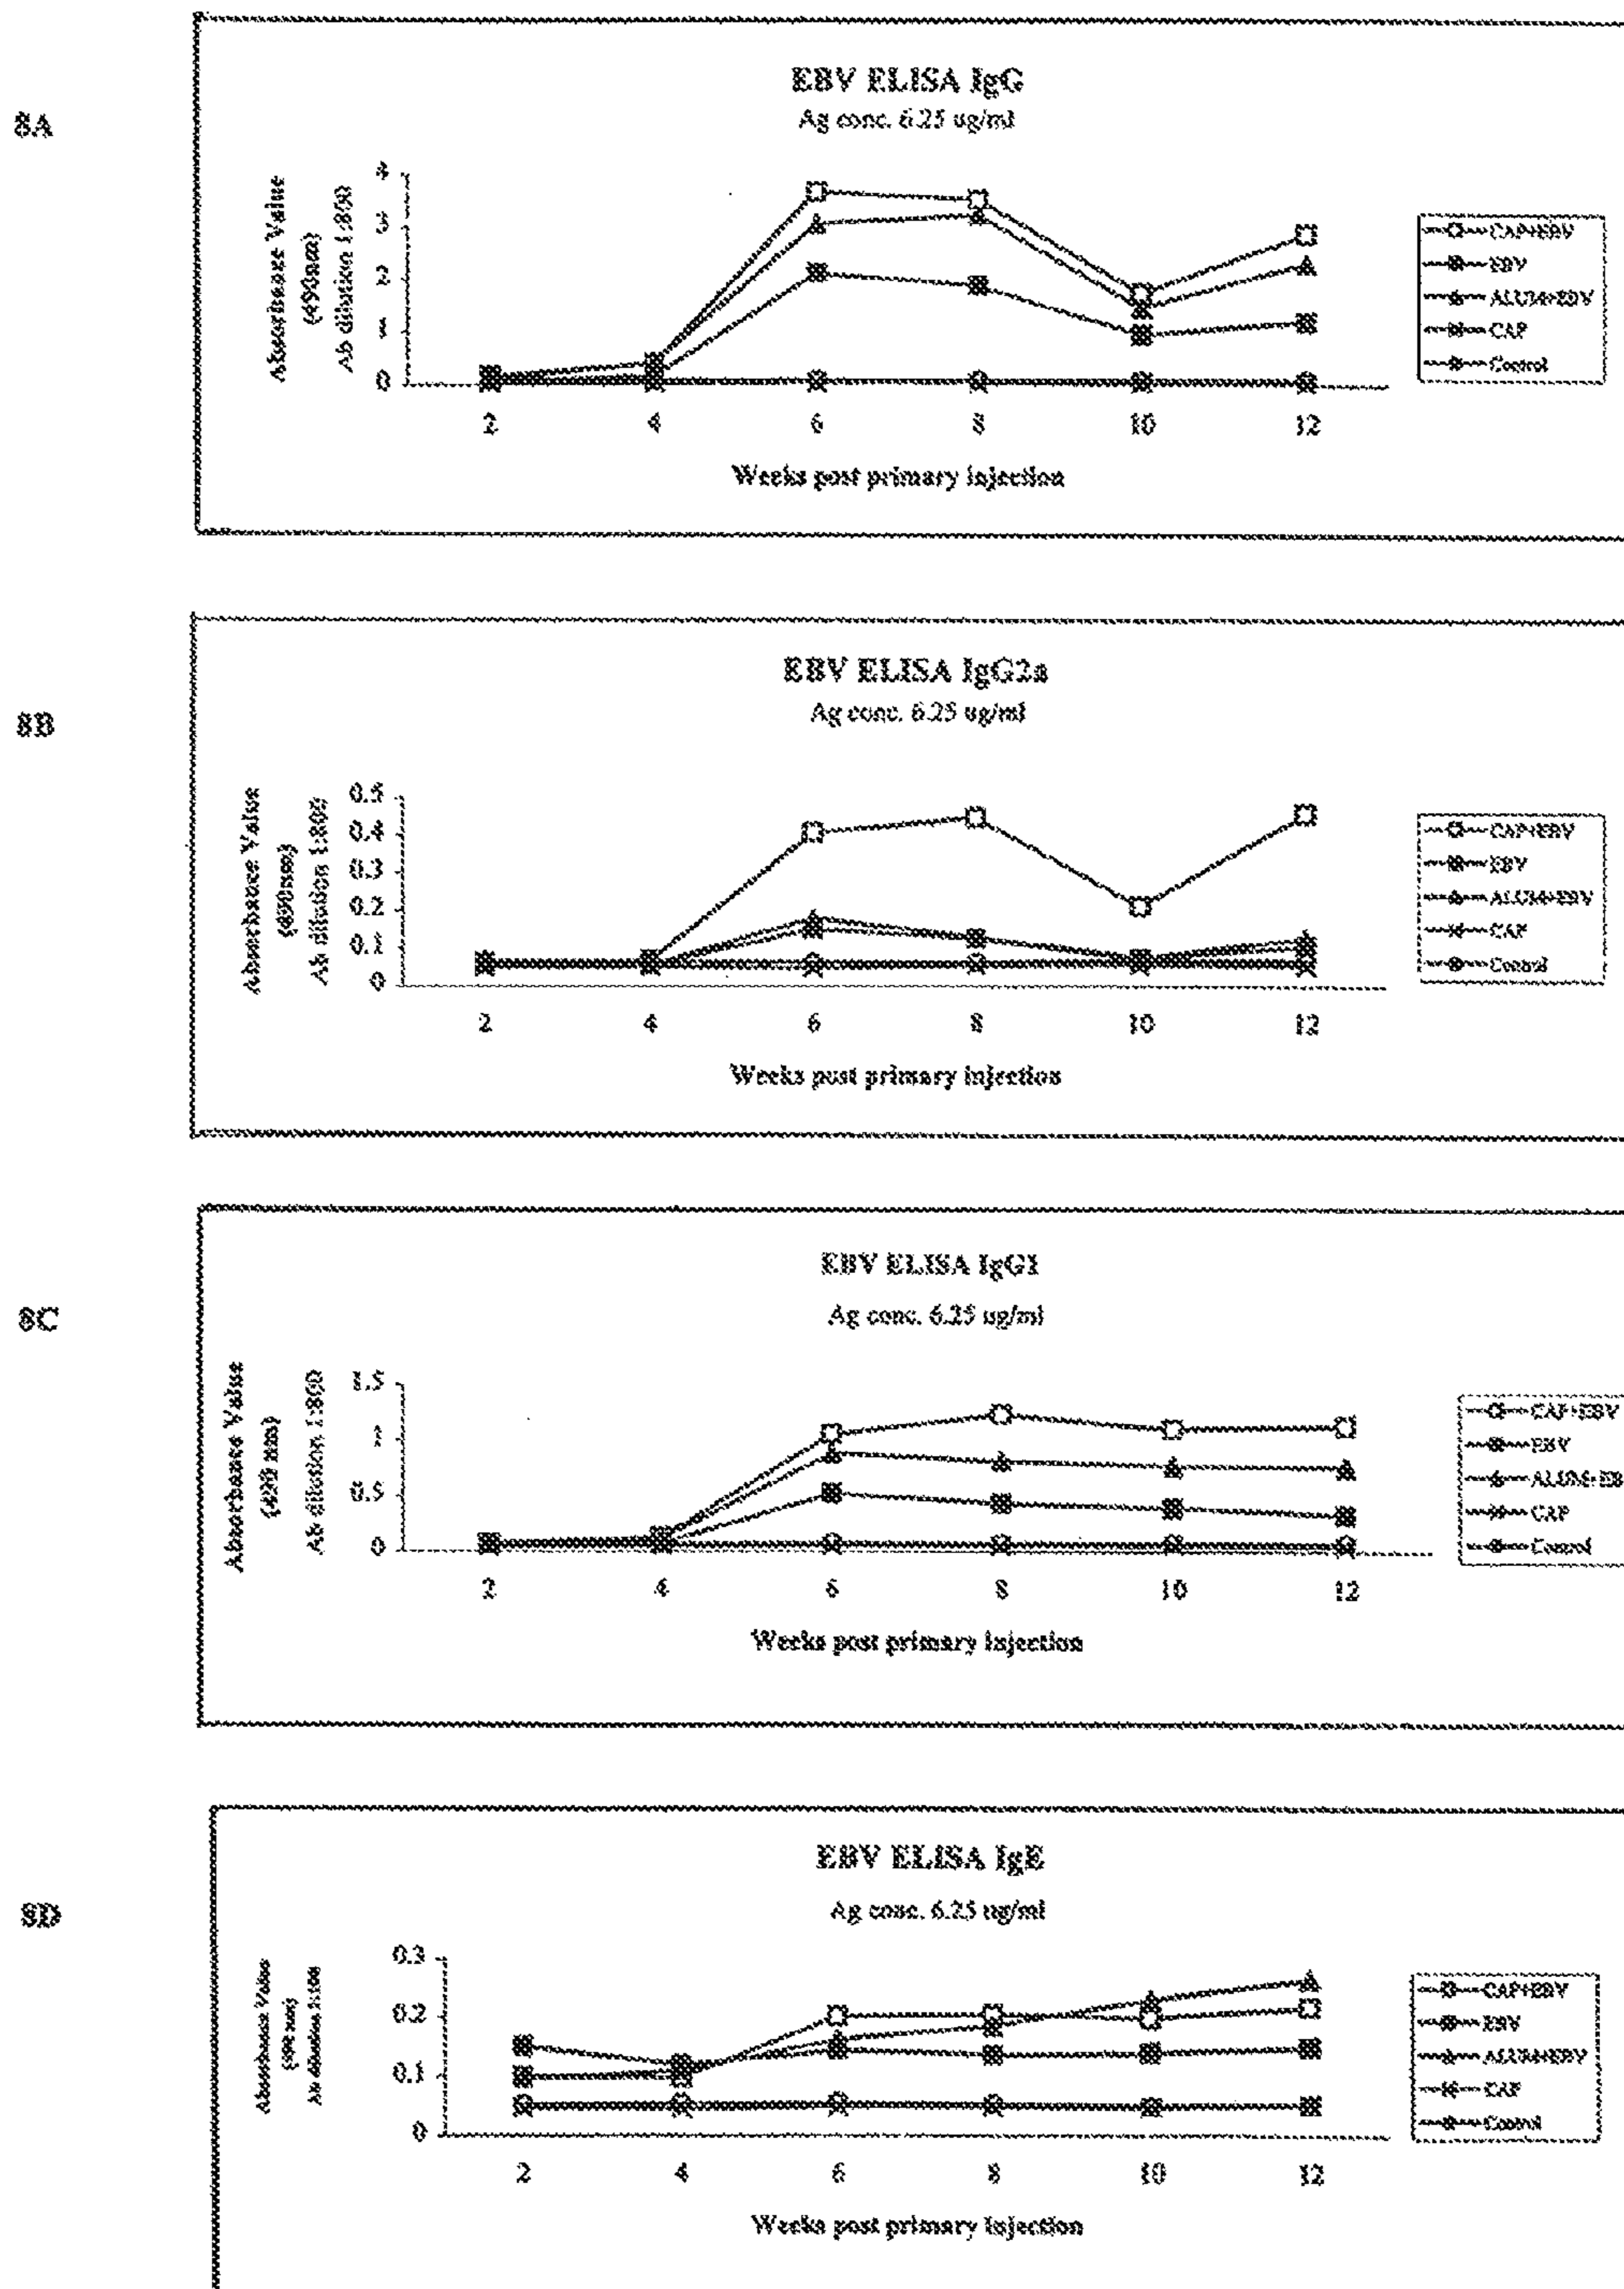 8A
EBV ELISA IgG
Ag conc. 6.25 ug/ml
Absorbance Value
(490nm)
Ab dilution 1:800
4
3
2
1
0
2 4 6 8 10 12
Weeks post primary injection
CAP+EBV
EBV
ALUM+EBV
CAP
Control
8B
EBV ELISA IgG2a
Ag conc. 6.25 ug/ml
Absorbance Value
(490nm)
Ab dilution 1:800
0.5
0.4
0.3
0.2
0.1
0
2 4 6 8 10 12
Weeks post primary injection
CAP+EBV
EBV
ALUM+EBV
CAP
Control
8C
EBV ELISA IgG1
Ag conc. 6.25 ug/ml
Absorbance Value
(490 nm)
Ab dilution 1:800
1.5
0.5
0
2 4 6 8 10 12
Weeks post primary injection
CAP+EBV
EBV
ALUM+EB
CAP
Control
8D
EBV ELISA IgE
Ag conc. 6.25 ug/ml
Absorbance Value
Ab dilution 1:100
0.3
0.2
0.1
0
2 4 6 8 10 12
Weeks post primary injection
CAP+EBV
EBV
ALUM+EBV
CAP
Control